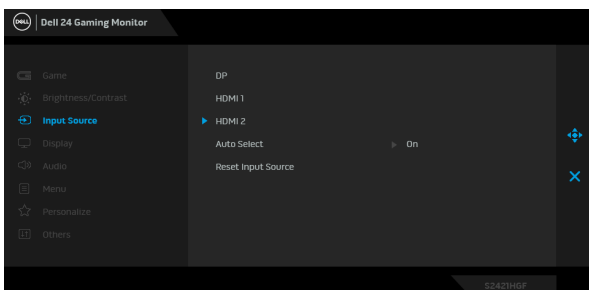 DELL
Dell 24 Gaming Monitor
Game
Brightness/Contrast
Input Source
Display
Audio
Menu
Personalize
Others
DP
HDMI 1
HDMI 2
Auto Select On
Reset Input Source
S2421HGF